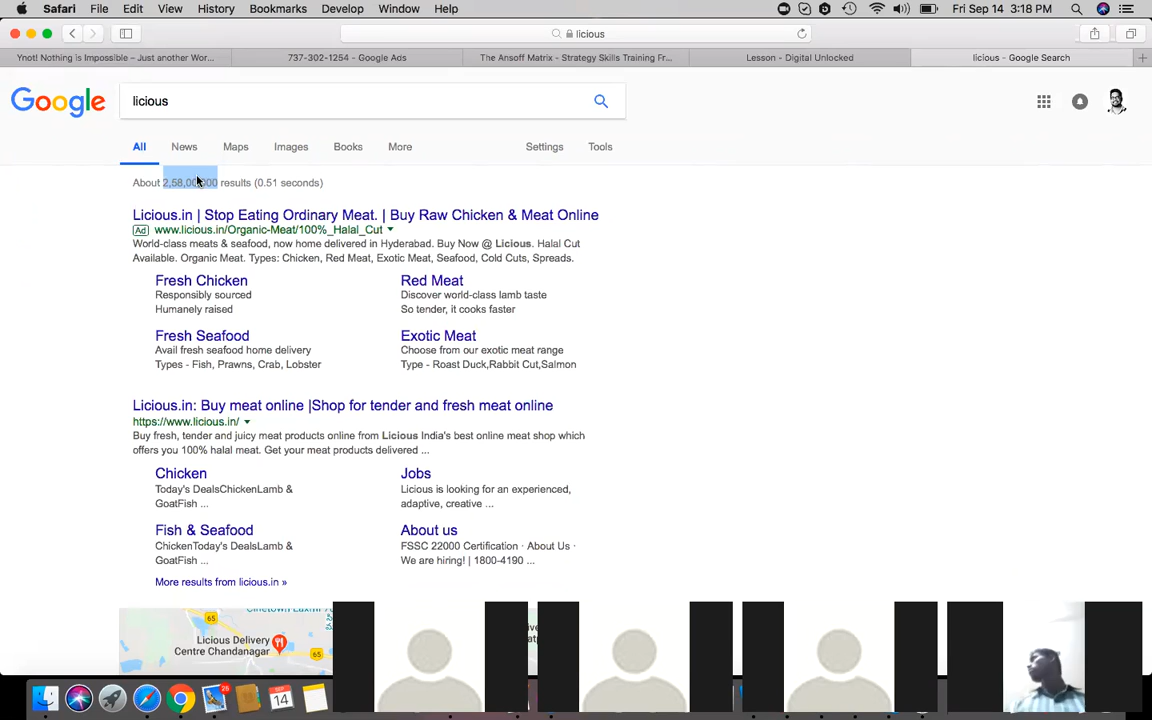 Safari File Edit View History Bookmarks Develop Window Help Fri Sep 14 3:18 PM
licious
Ynot! Nothing is Impossible – Just another Wor... 737-302-1254 - Google Ads The Ansoff Matrix - Strategy Skills Training Fr... Lesson - Digital Unlocked licious - Google Search
Google licious
All News Maps Images Books More Settings Tools
About 2,58,00,000 results (0.51 seconds)
Licious.in | Stop Eating Ordinary Meat. | Buy Raw Chicken & Meat Online
Ad www.licious.in/Organic-Meat/100%_Halal_Cut
World-class meats & seafood, now home delivered in Hyderabad. Buy Now @ Licious. Halal Cut
Available. Organic Meat. Types: Chicken, Red Meat, Exotic Meat, Seafood, Cold Cuts, Spreads.
Fresh Chicken
Responsibly sourced
Humanely raised
Red Meat
Discover world-class lamb taste
So tender, it cooks faster
Fresh Seafood
Avail fresh seafood home delivery
Types - Fish, Prawns, Crab, Lobster
Exotic Meat
Choose from our exotic meat range
Type - Roast Duck,Rabbit Cut,Salmon
Licious.in: Buy meat online |Shop for tender and fresh meat online
https://www.licious.in/
Buy fresh, tender and juicy meat products online from Licious India's best online meat shop which
offers you 100% halal meat. Get your meat products delivered ...
Chicken
Today's DealsChickenLamb &
GoatFish ...
Jobs
Licious is looking for an experienced,
adaptive, creative ...
Fish & Seafood
ChickenToday's DealsLamb &
GoatFish ...
About us
FSSC 22000 Certification · About Us ·
We are hiring! | 1800-4190 ...
More results from licious.in »
65
Licious Delivery
Centre Chandanagar
65
SEP
14